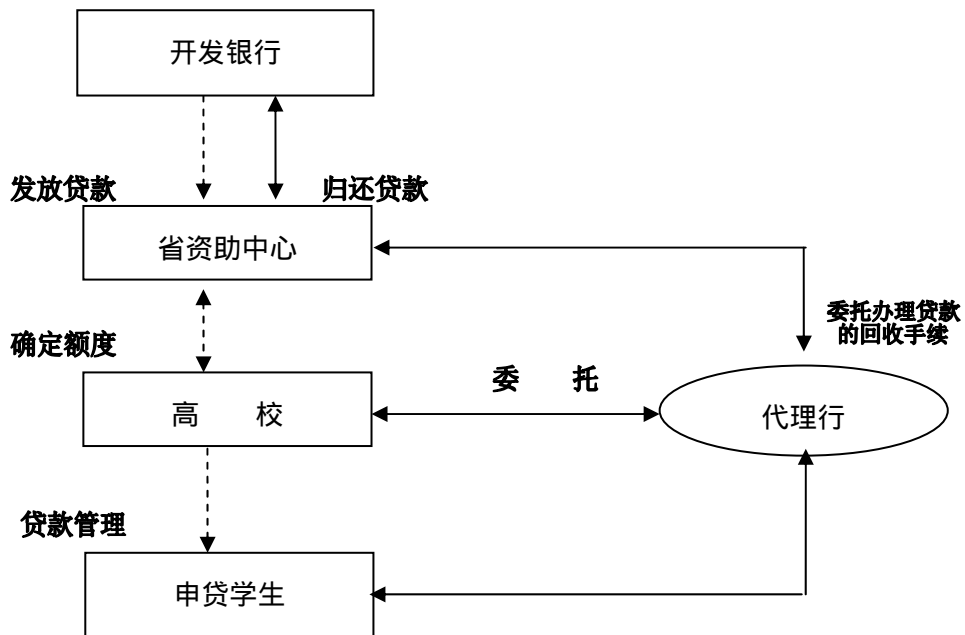 开发银行
发放贷款
归还贷款
省资助中心
委托办理贷款
的回收手续
确定额度
委 托
高 校
代理行
贷款管理
申贷学生